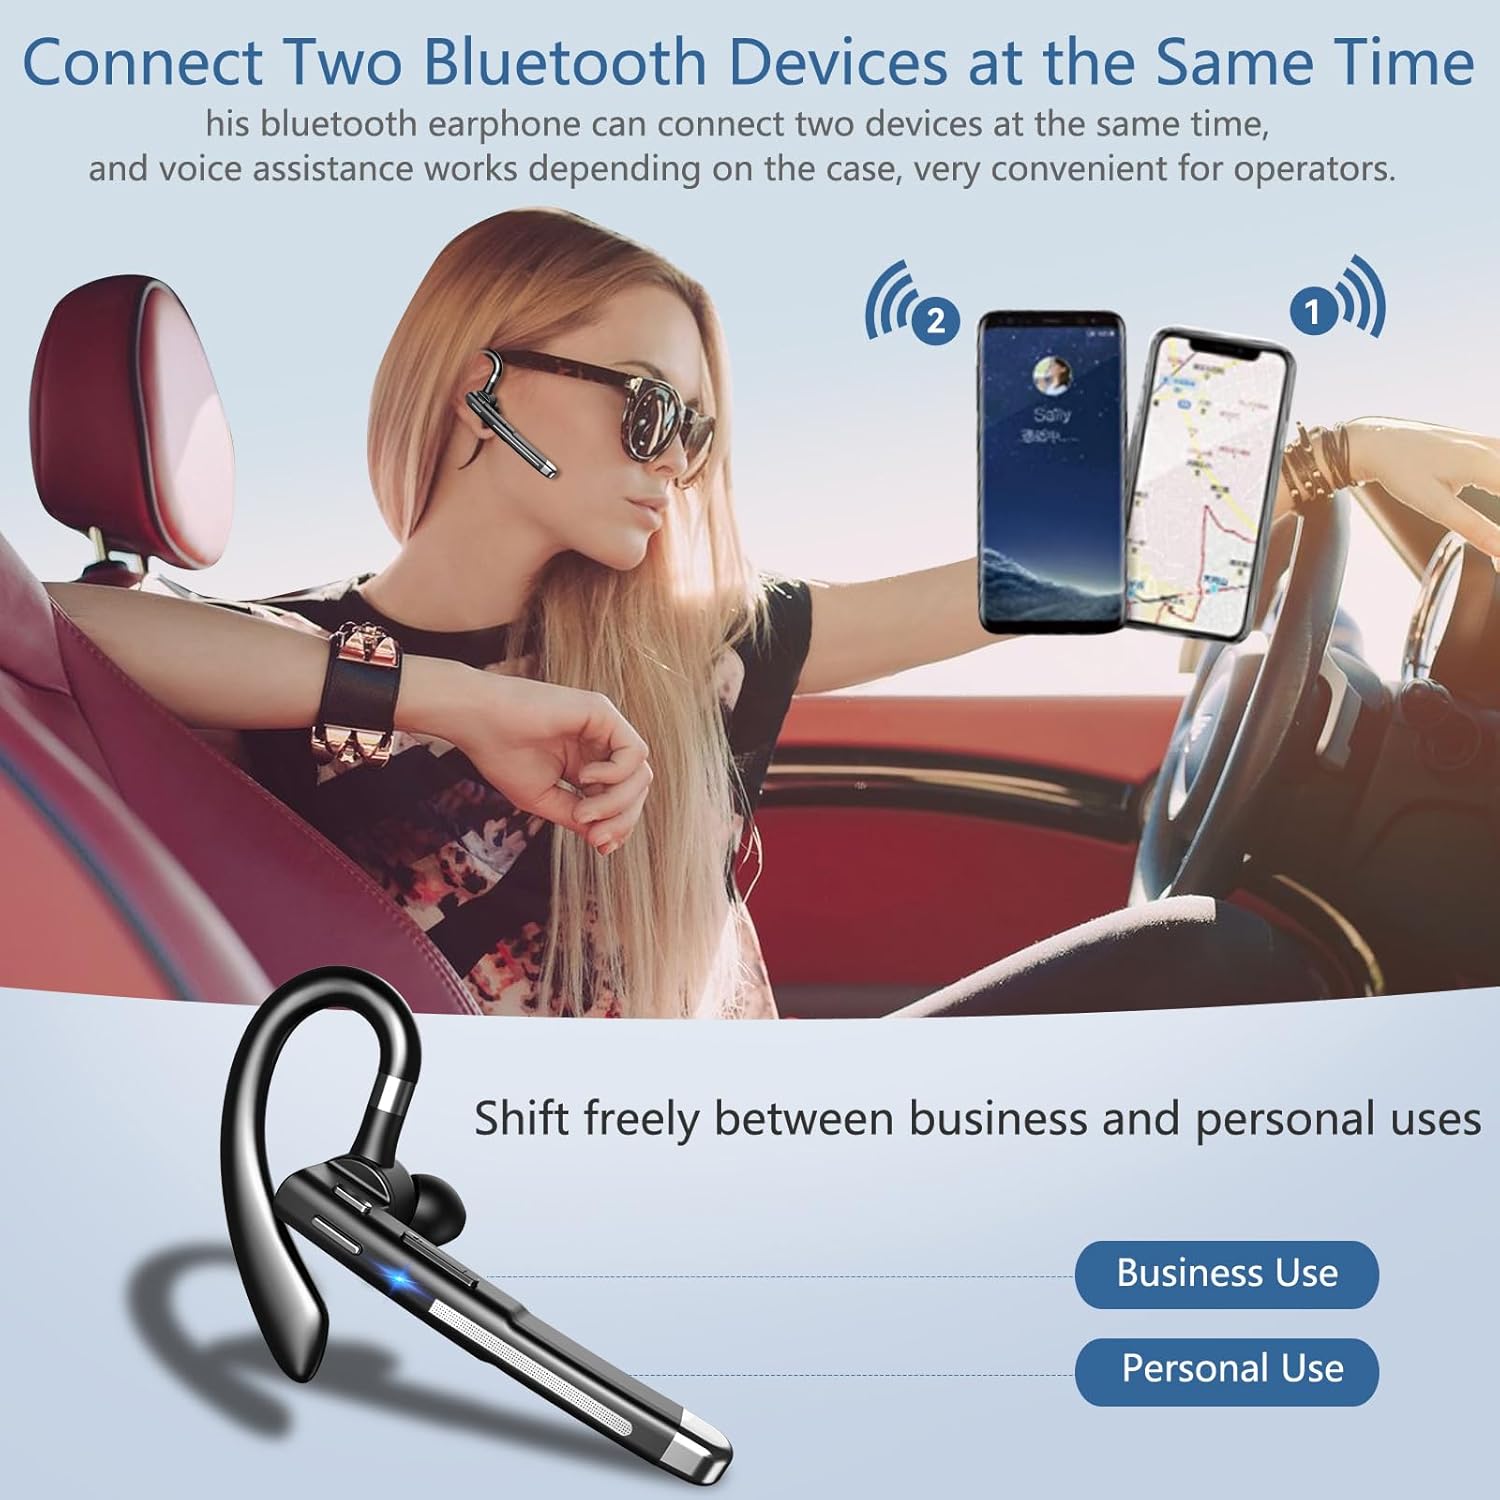 Connect Two Bluetooth Devices at the Same Time
his bluetooth earphone can connect two devices at the same time,
and voice assistance works depending on the case, very convenient for operators.
2
1
Sally
Shift freely between business and personal uses
Business Use
Personal Use